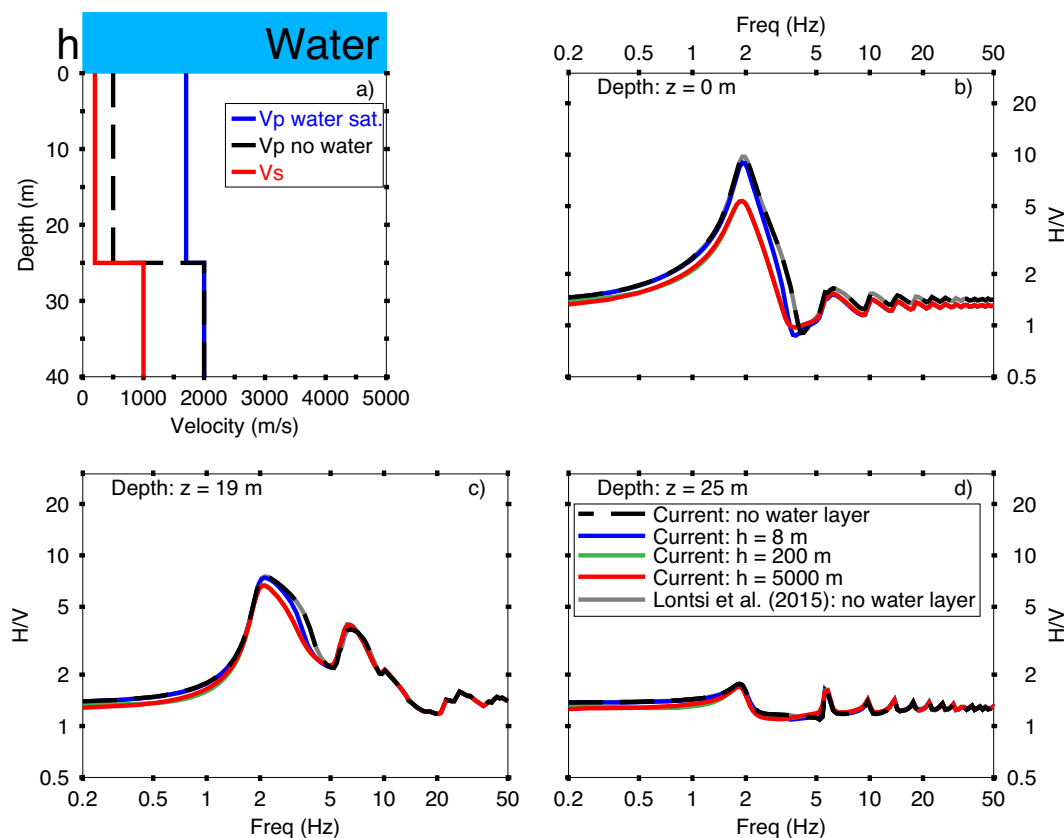 h Water
a)
Vp water sat.
Vp no water
Vs
0
10
20
30
40
Depth (m)
0 1000 2000 3000 4000 5000
Velocity (m/s)
Freq (Hz)
0.2 0.5 1 2 5 10 20 50
Depth: z = 0 m b)
20
10
5
2
1
0.5
H/V
Depth: z = 19 m c)
20
10
5
2
1
0.5
H/V
0.2 0.5 1 2 5 10 20 50
Freq (Hz)
Depth: z = 25 m d)
Current: no water layer
Current: h = 8 m
Current: h = 200 m
Current: h = 5000 m
Lontsi et al. (2015): no water layer
20
10
5
2
1
0.5
H/V
0.2 0.5 1 2 5 10 20 50
Freq (Hz)